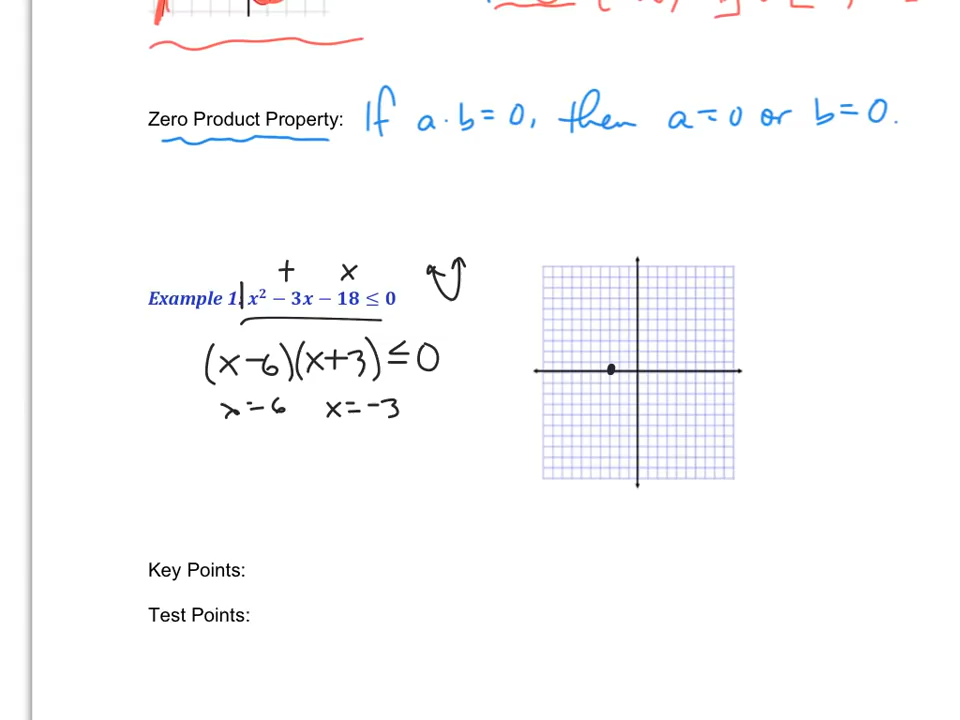 Zero Product Property: If a · b = 0, then a = 0 or b = 0.
+ x
Example 1: x² − 3x − 18 ≤ 0
(x−6)(x+3) ≤ 0
x=6 x=−3
Key Points:
Test Points: